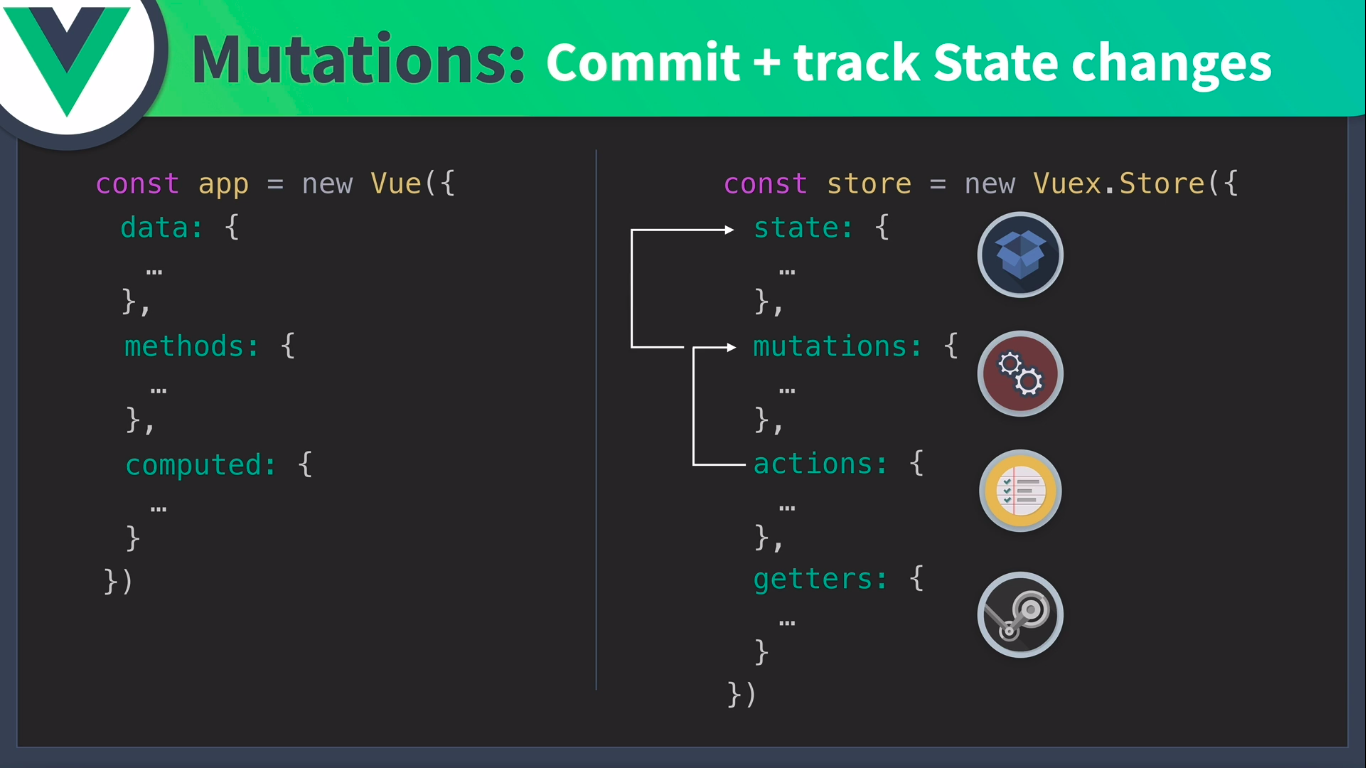 Mutations: Commit + track State changes
const app = new Vue({
data: {
…
},
methods: {
…
},
computed: {
…
}
})
const store = new Vuex.Store({
state: {
…
},
mutations: {
…
},
actions: {
…
},
getters: {
…
}
})